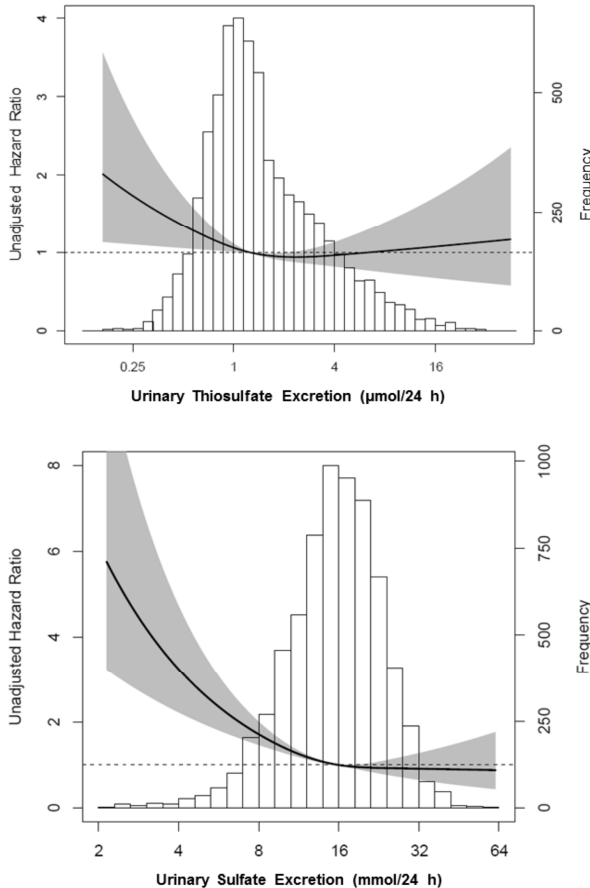 4
3
2
1
0
Unadjusted Hazard Ratio
500
250
0
Frequency
0.25 1 4 16
Urinary Thiosulfate Excretion (µmol/24 h)
8
6
4
2
0
Unadjusted Hazard Ratio
1000
750
500
250
0
Frequency
2 4 8 16 32 64
Urinary Sulfate Excretion (mmol/24 h)